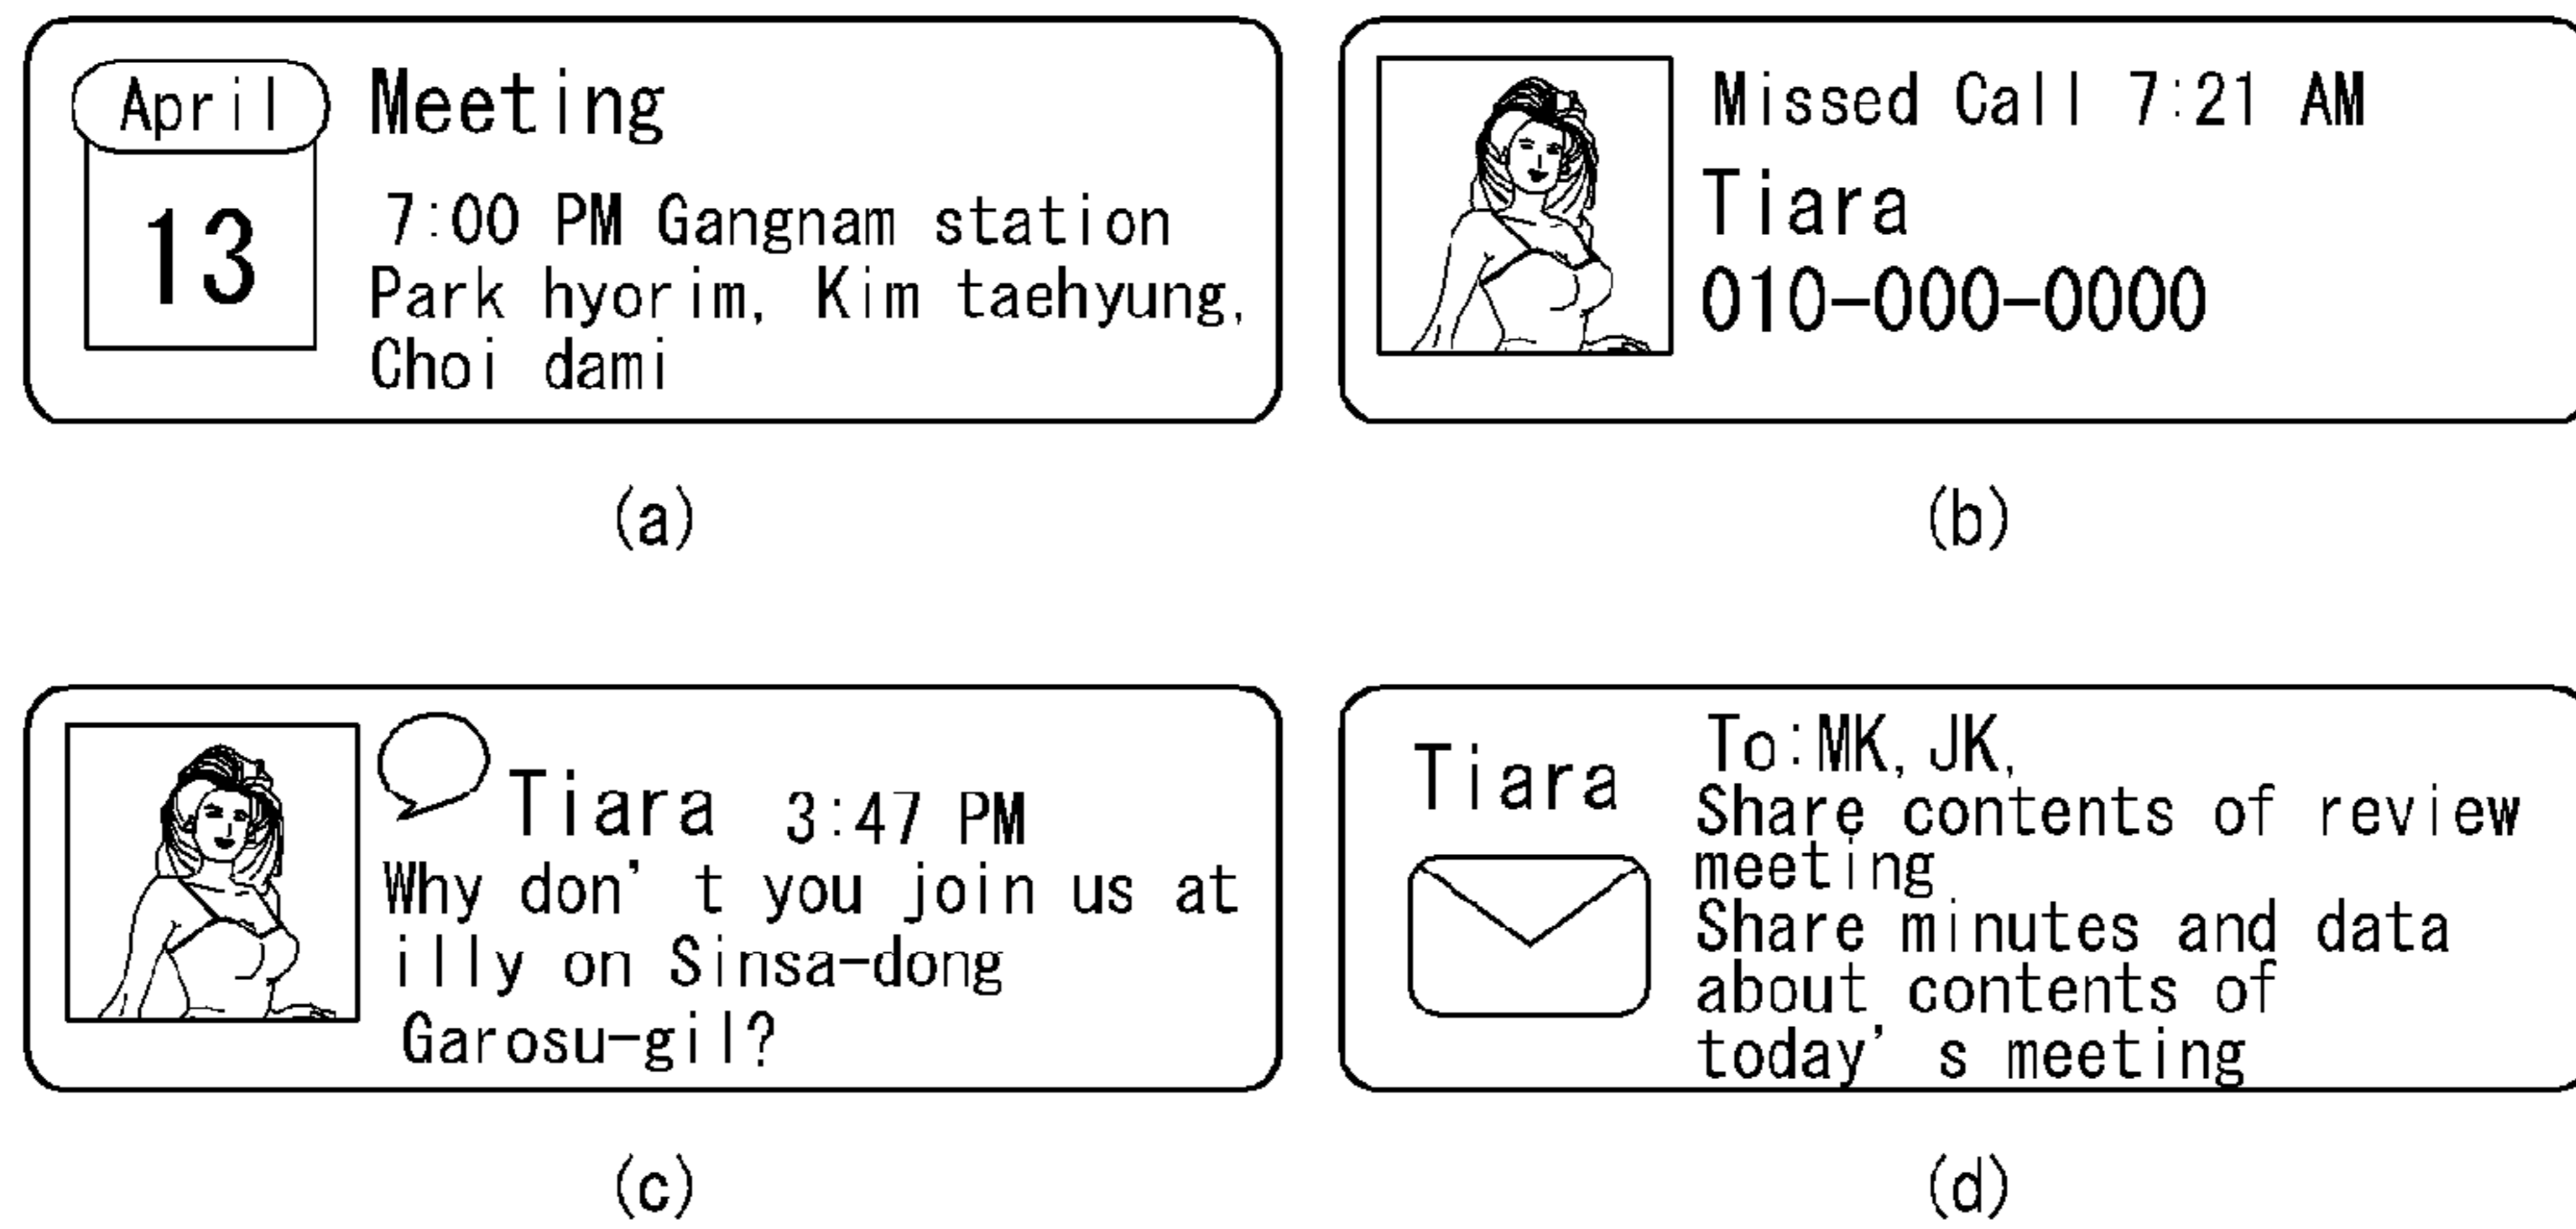 April
13
Meeting
7:00 PM Gangnam station
Park hyorim, Kim taehyung,
Choi dami
(a)
Missed Call 7:21 AM
Tiara
010-000-0000
(b)
Tiara 3:47 PM
Why don't you join us at
illy on Sinsa-dong
Garosu-gil?
(c)
Tiara
To:MK, JK,
Share contents of review
meeting
Share minutes and data
about contents of
today's meeting
(d)